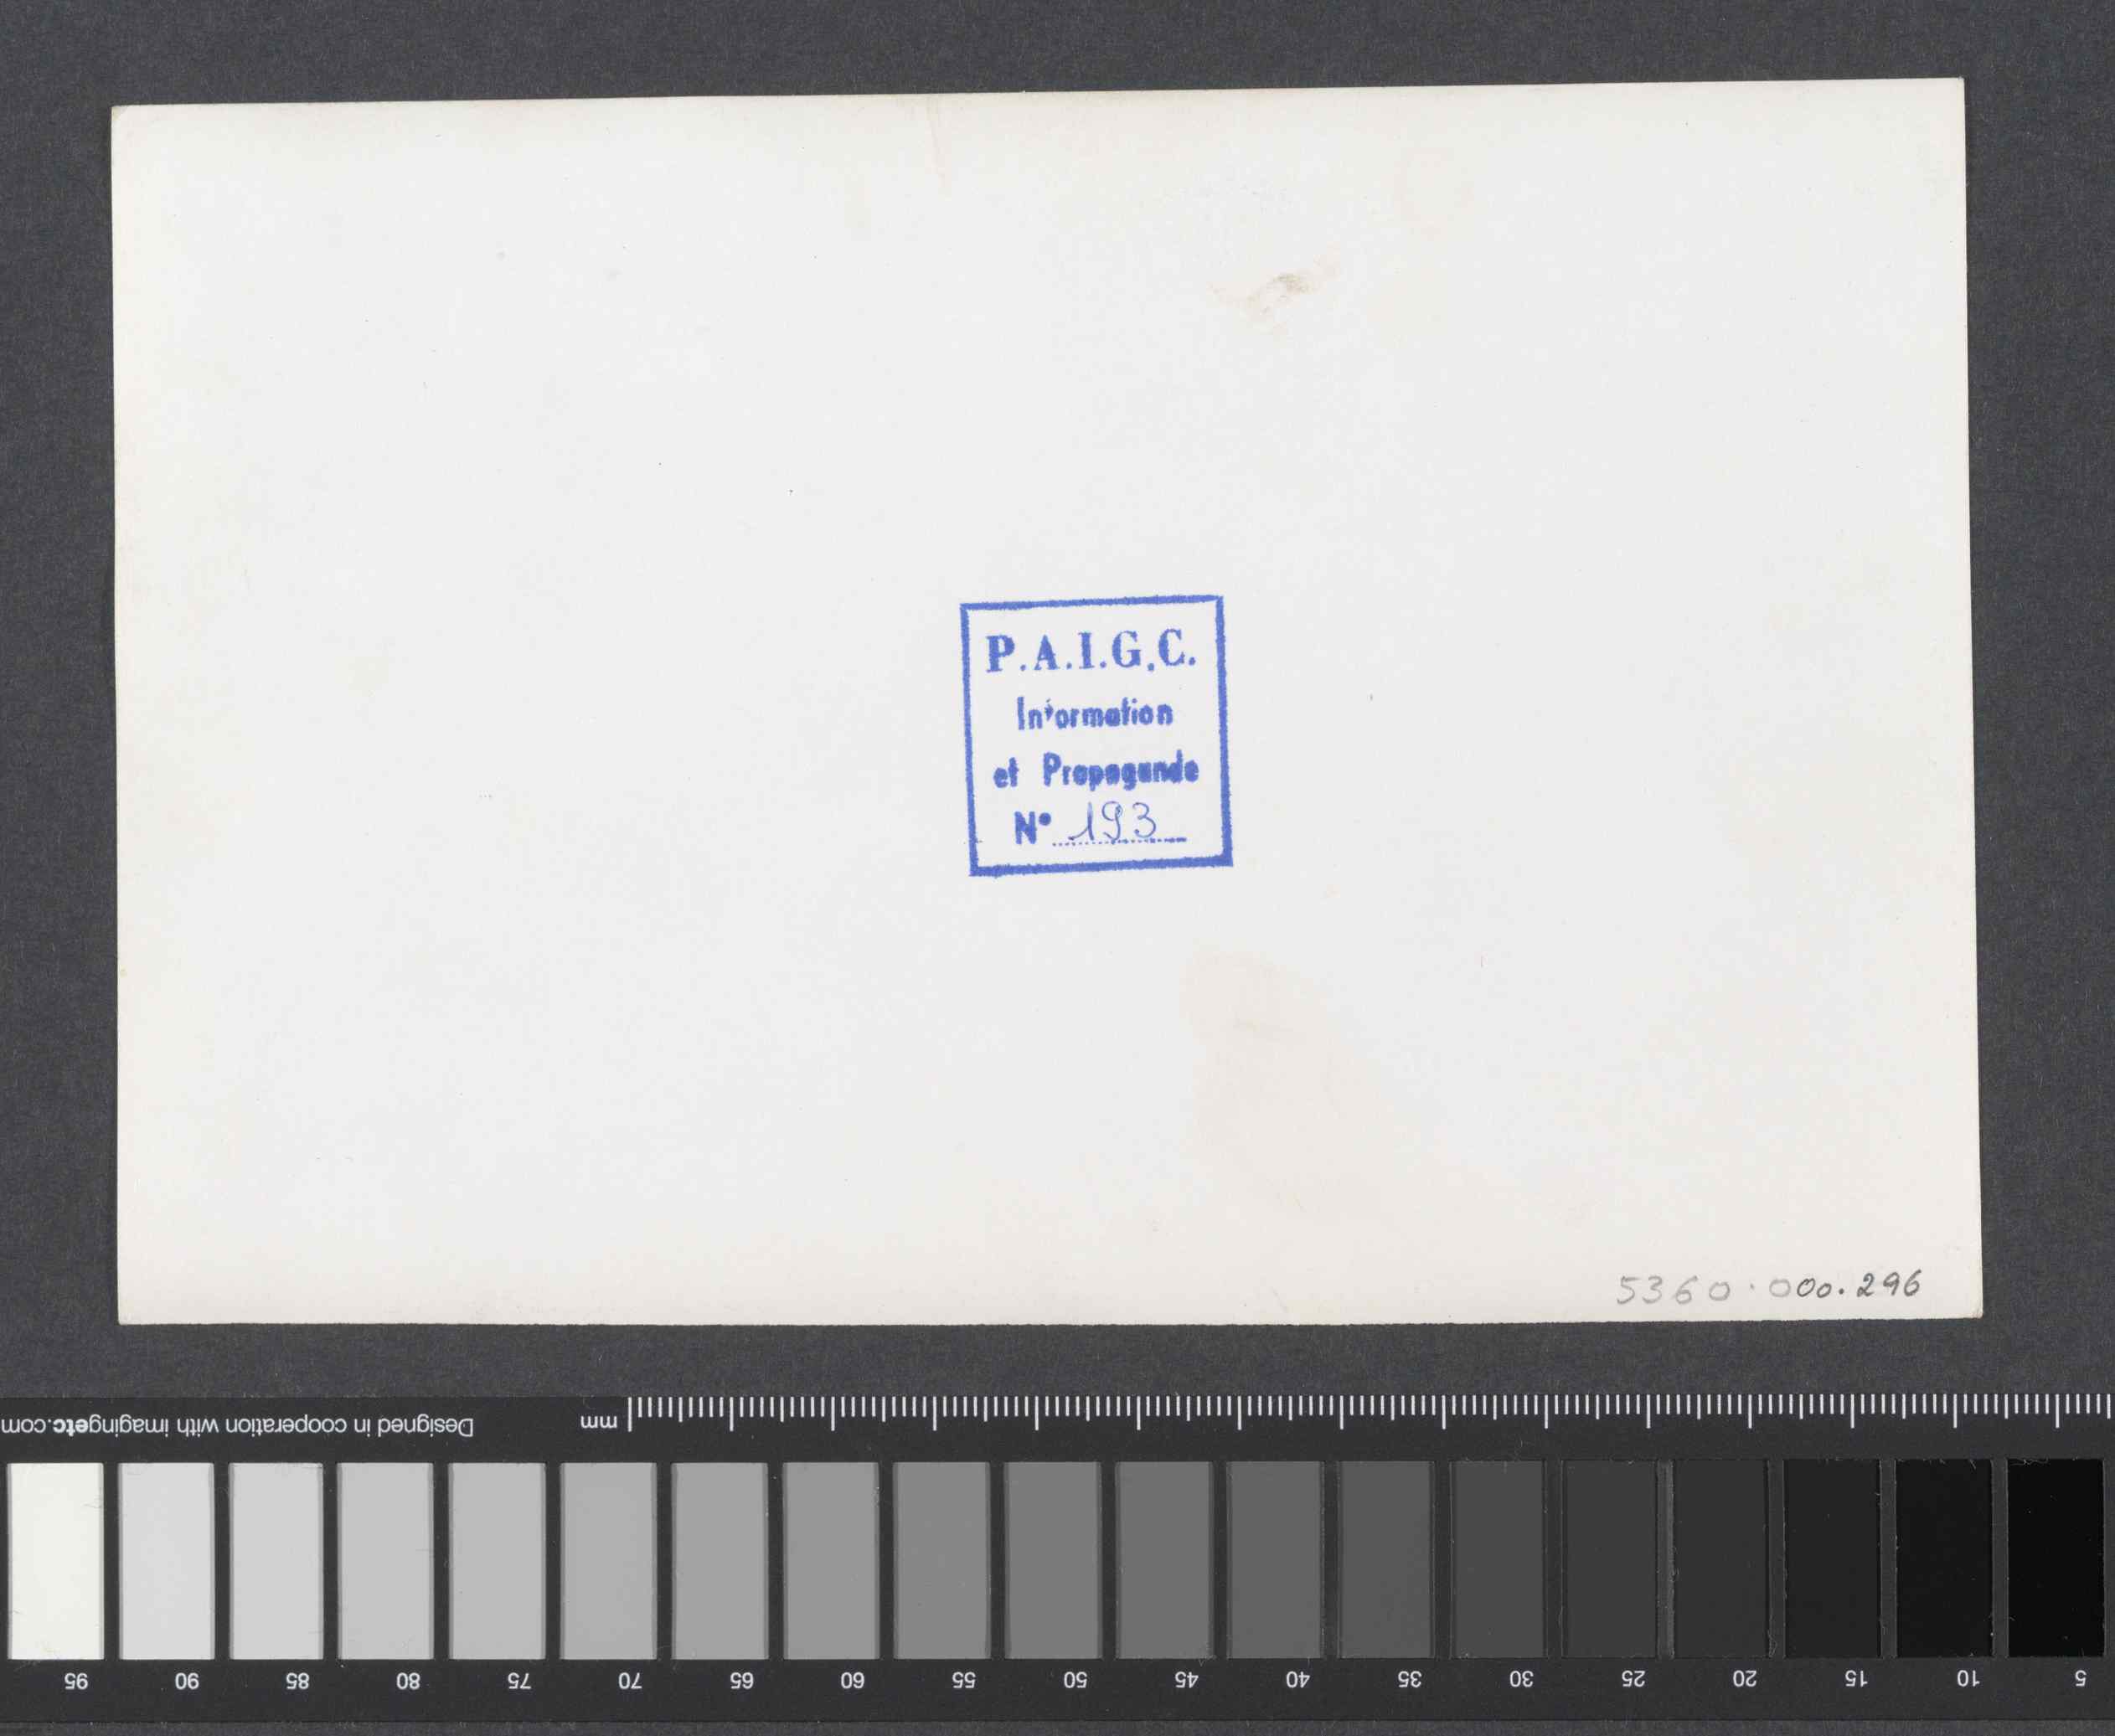 P.A.I.G.C.
Information
et Propagande
N° 193
5360.000.296
Designed in cooperation with imagingetc.com
mm
95 90 85 80 75 70 65 60 55 50 45 40 35 30 25 20 15 10 5